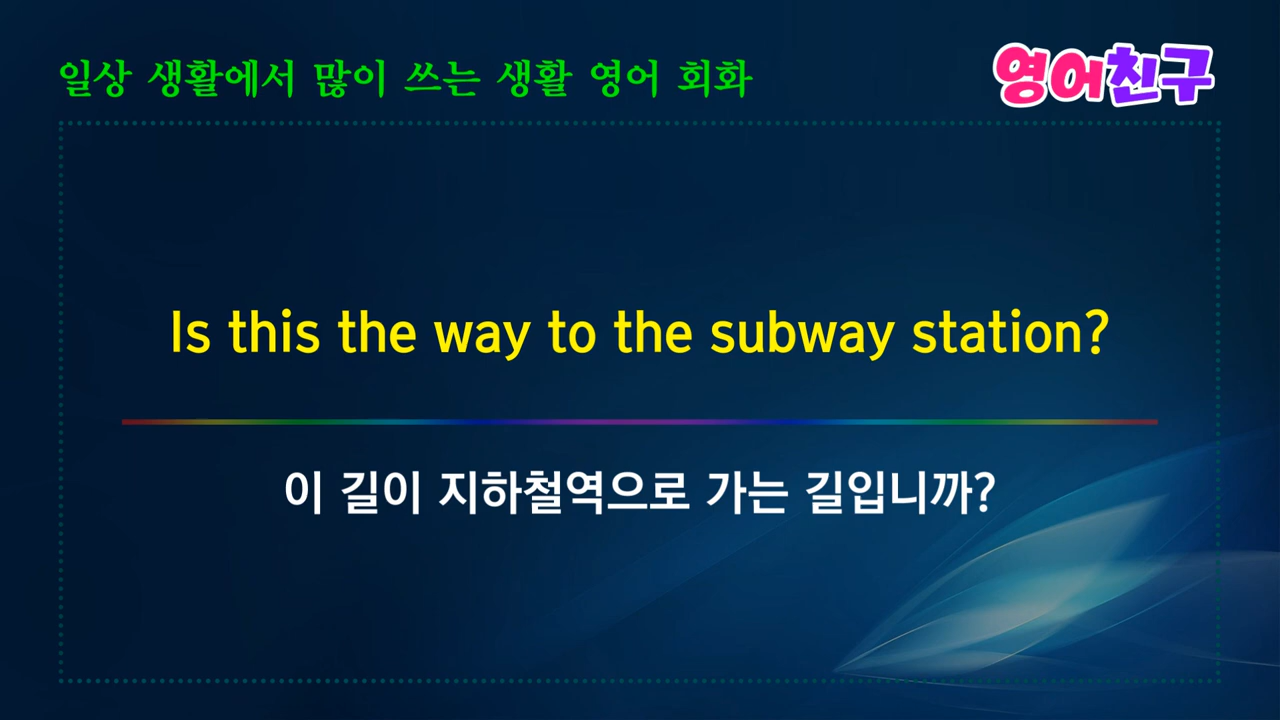 일상 생활에서 많이 쓰는 생활 영어 회화
영어친구
Is this the way to the subway station?
이 길이 지하철역으로 가는 길입니까?